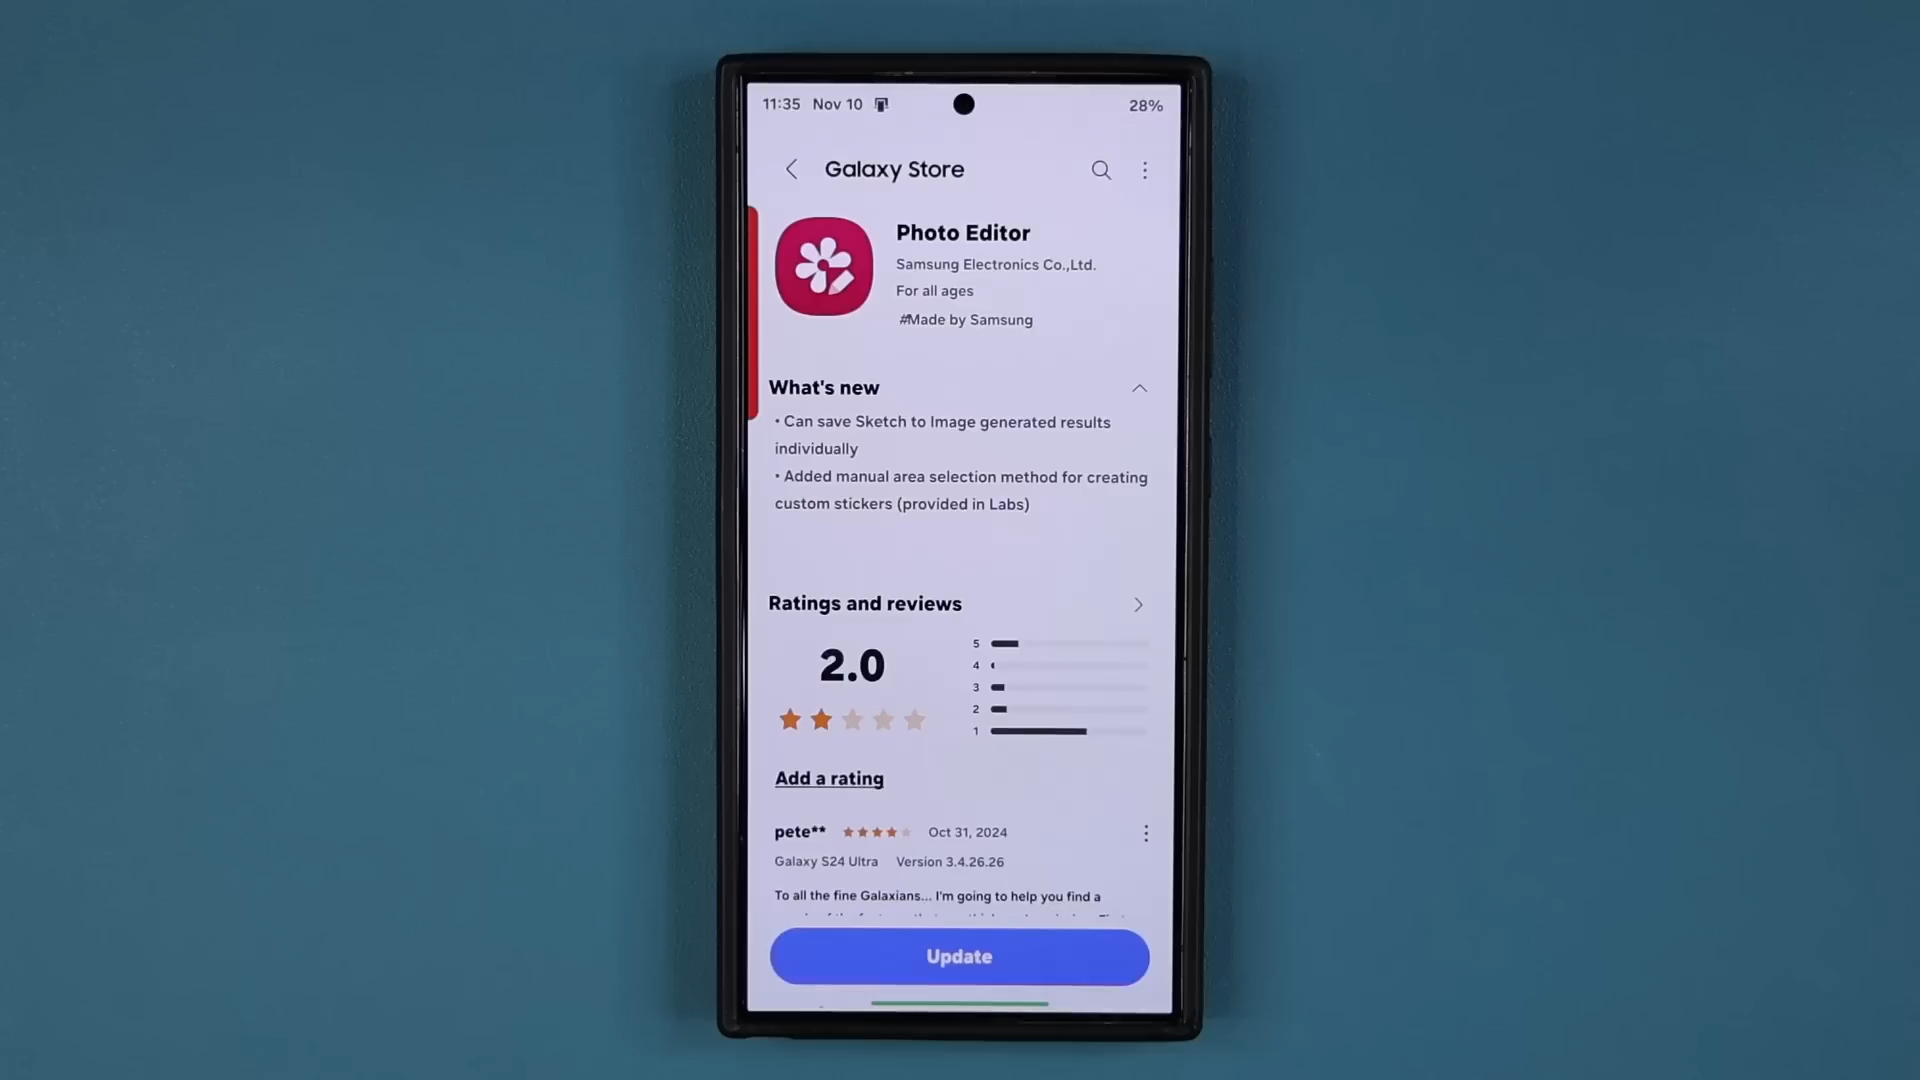 11:35 Nov 10 28%
Galaxy Store
Photo Editor
Samsung Electronics Co.,Ltd.
For all ages
#Made by Samsung
What's new
• Can save Sketch to Image generated results
individually
• Added manual area selection method for creating
custom stickers (provided in Labs)
Ratings and reviews
5
2.0
4
3
2
1
Add a rating
pete** Oct 31, 2024
Galaxy S24 Ultra Version 3.4.26.26
To all the fine Galaxians... I'm going to help you find a
Update